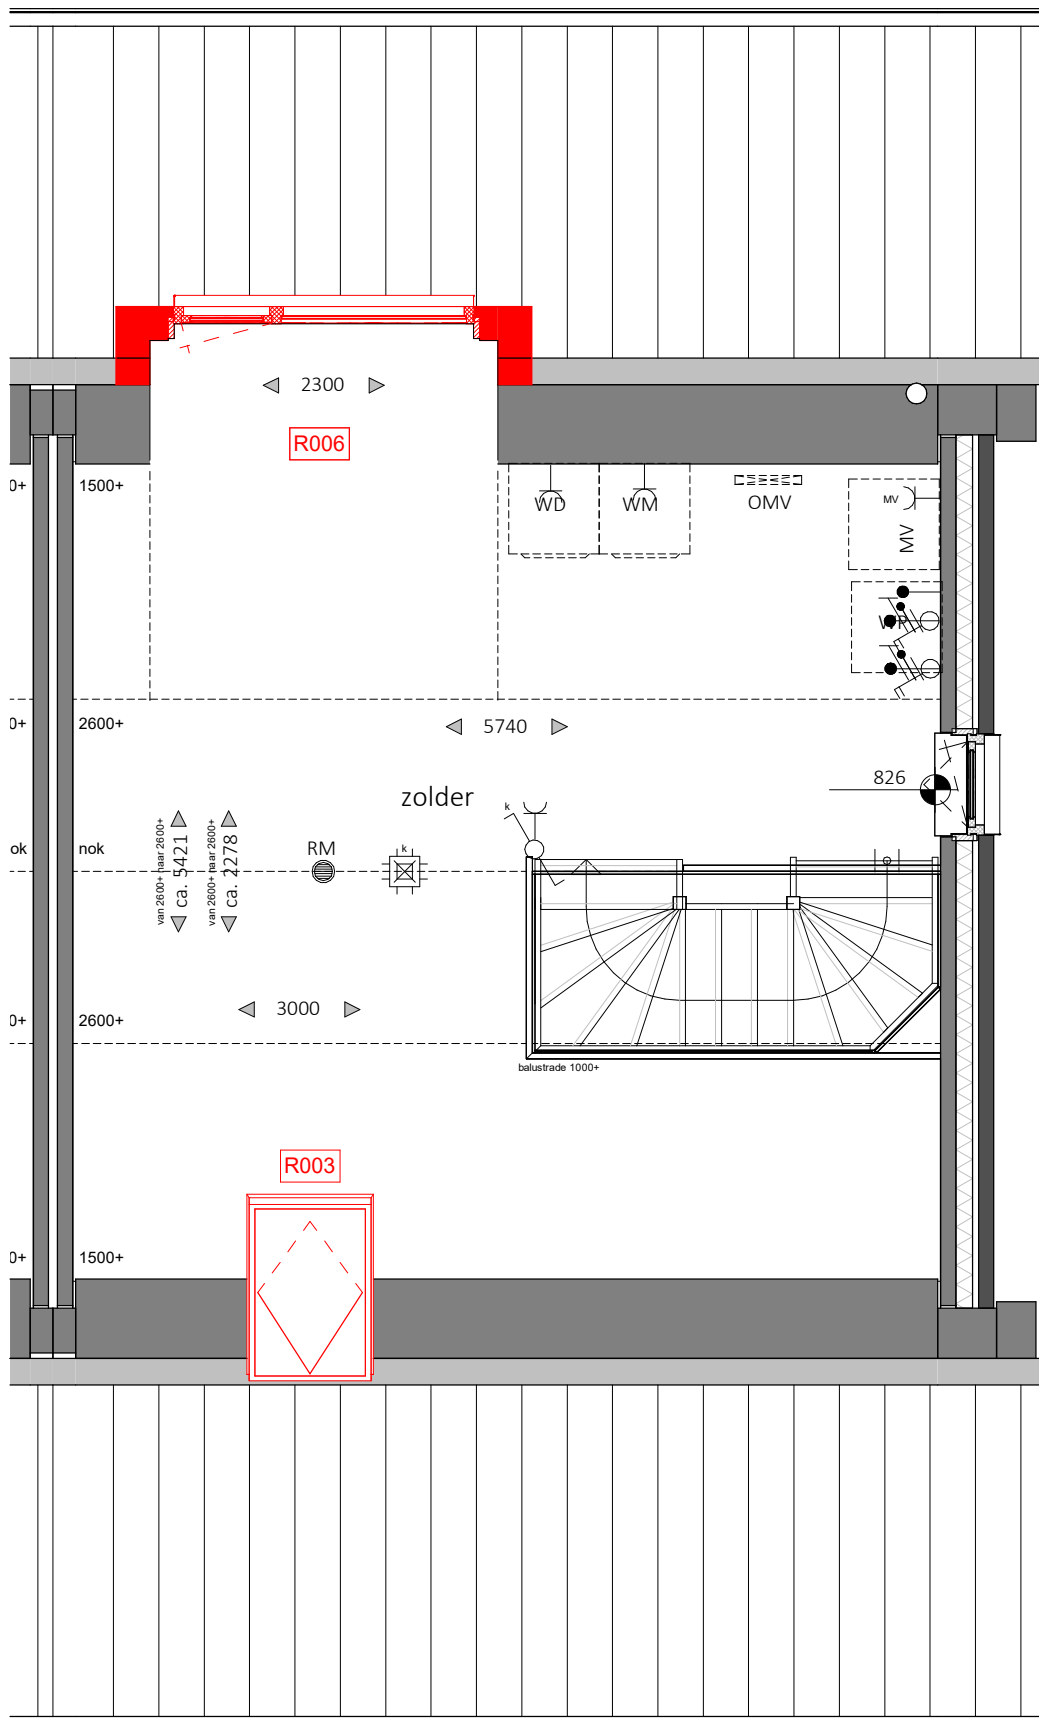 2300
R006
0+
1500+
WD
WM
OMV
MV
MV
WP
0+
2600+
5740
826
zolder
k
ok
nok
van 2600+ naar 2600+
ca. 5421
van 2600+ naar 2600+
ca. 2278
RM
k
3000
0+
2600+
balustrade 1000+
R003
0+
1500+